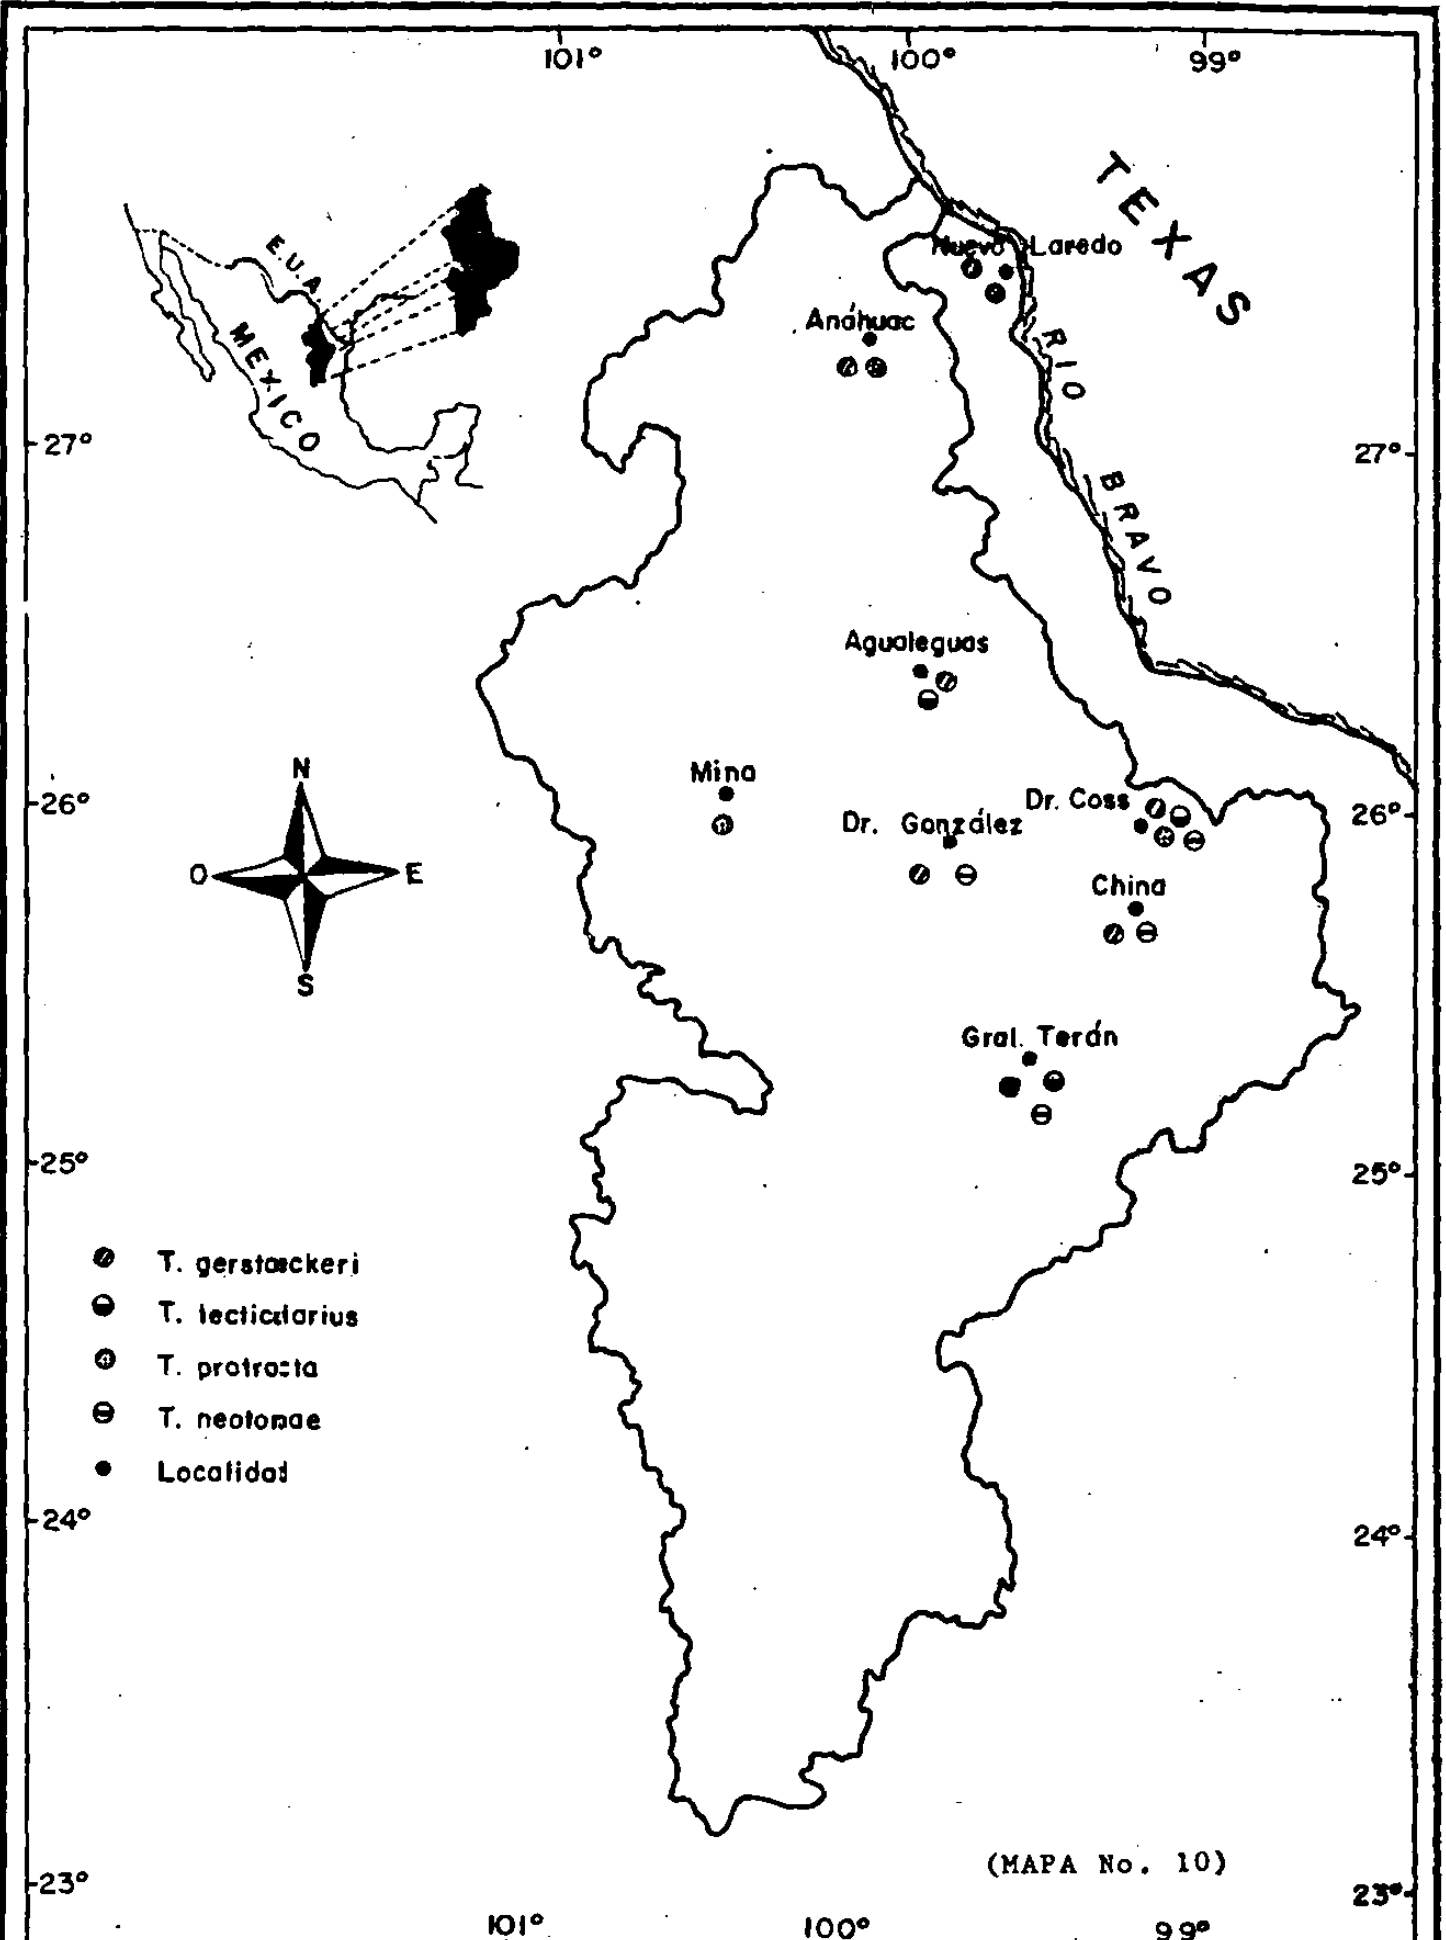 101° 100° 99°
TEXAS
E.U.A.
MEXICO
Nuevo Laredo
Anáhuac
RIO BRAVO
27° 27°
Agualeguas
Mina
N
26° 26°
Dr. Coss
Dr. González
O E
China
S
Gral. Terán
25° 25°
T. gerstaeckeri
T. lecticularius
T. protracta
T. neotomae
Localidad
24° 24°
(MAPA No. 10)
23° 23°
101° 100° 99°